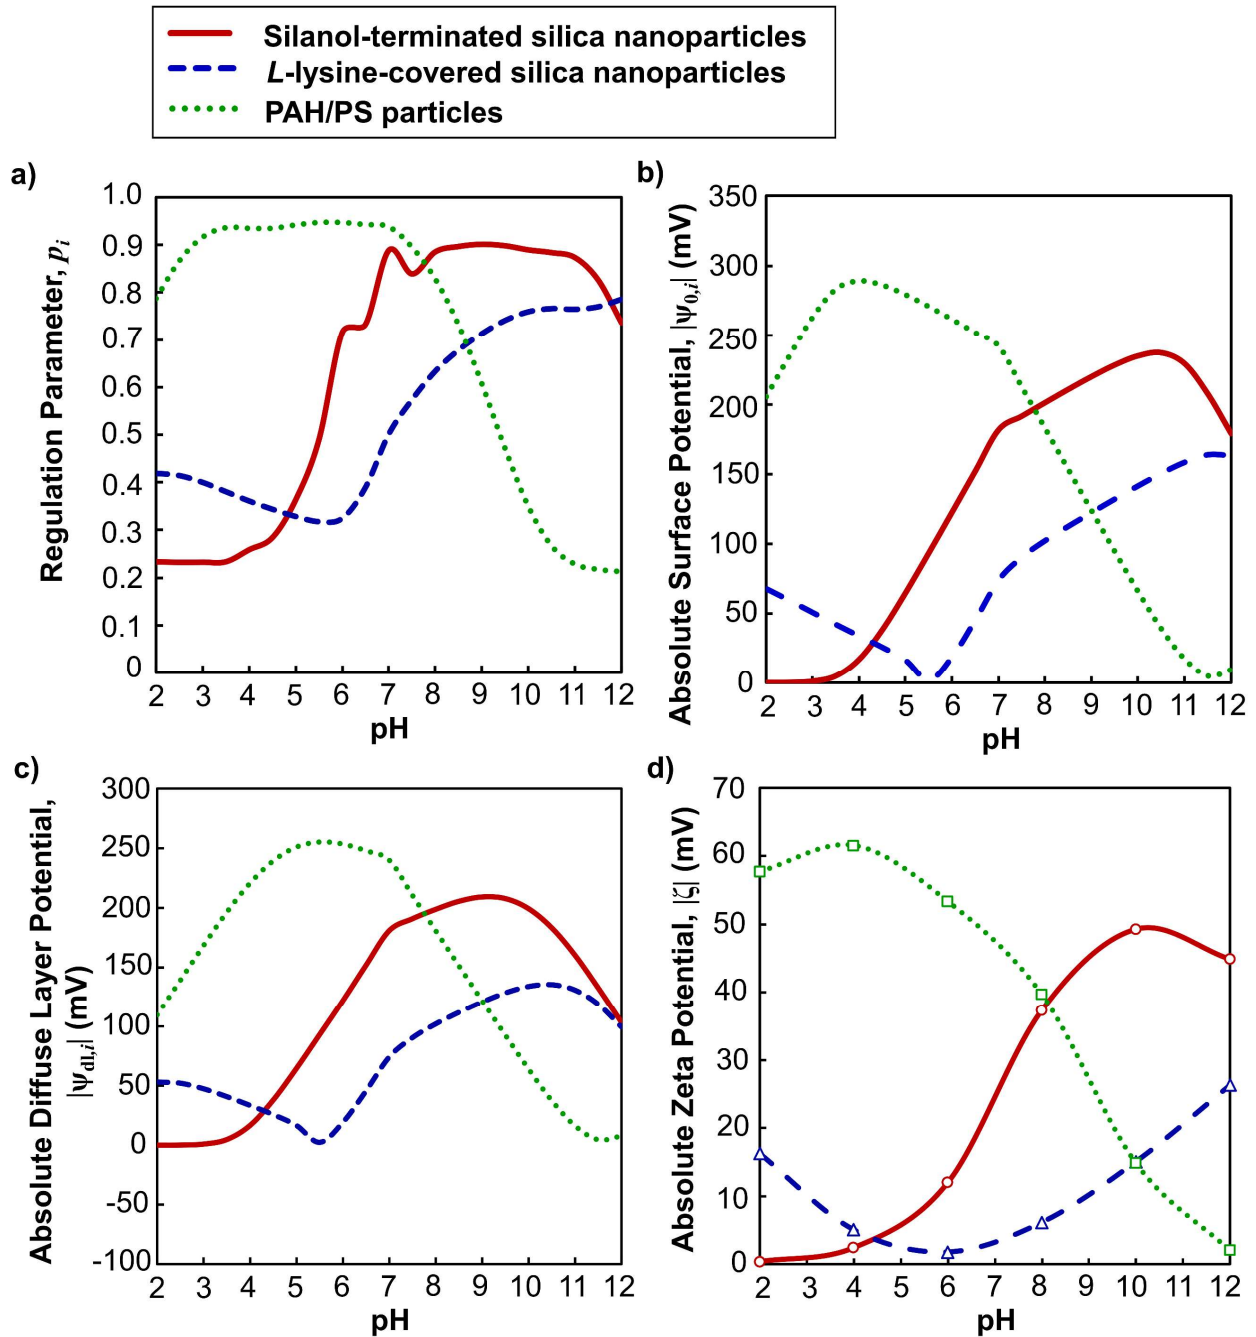 Silanol-terminated silica nanoparticles
L-lysine-covered silica nanoparticles
PAH/PS particles
a)
Regulation Parameter, pᵢ
1.0
0.9
0.8
0.7
0.6
0.5
0.4
0.3
0.2
0.1
0
2 3 4 5 6 7 8 9 10 11 12
pH
b)
Absolute Surface Potential, |ψ₀,ᵢ| (mV)
350
300
250
200
150
100
50
0
2 3 4 5 6 7 8 9 10 11 12
pH
c)
Absolute Diffuse Layer Potential,
|ψdl,i| (mV)
300
250
200
150
100
50
0
-50
-100
2 3 4 5 6 7 8 9 10 11 12
pH
d)
Absolute Zeta Potential, |ζ| (mV)
70
60
50
40
30
20
10
0
2 3 4 5 6 7 8 9 10 11 12
pH